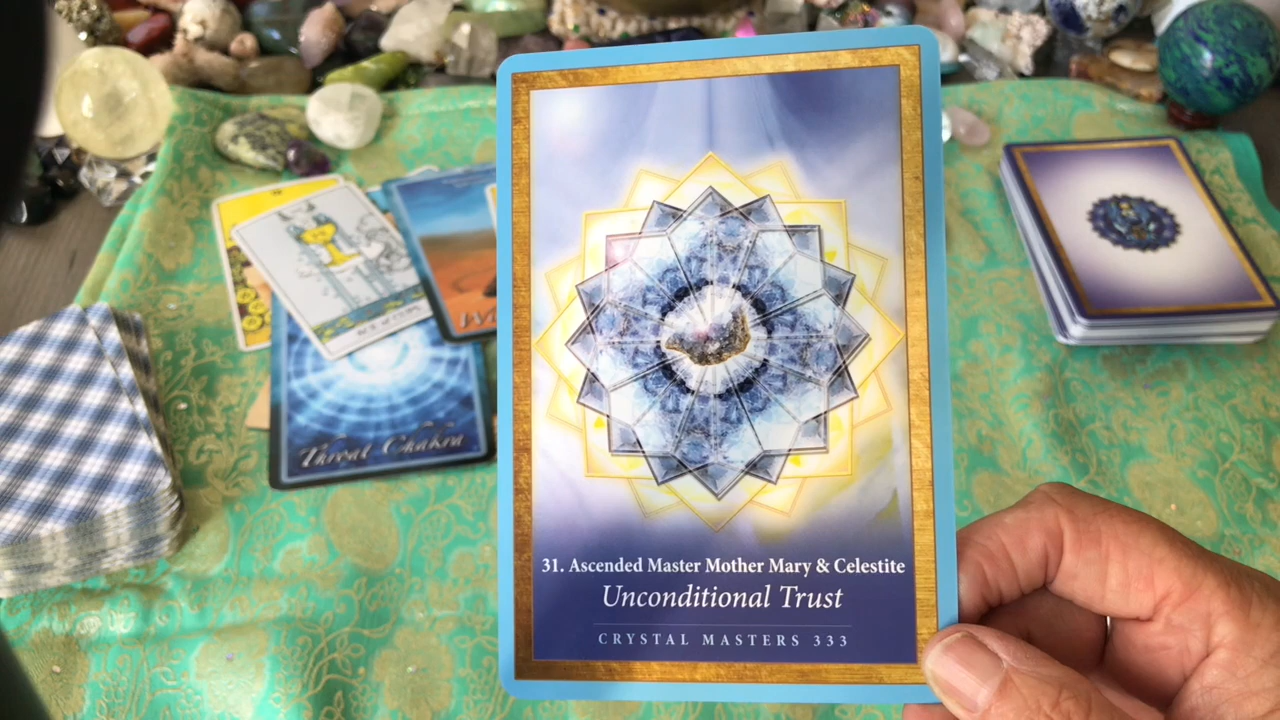 31. Ascended Master Mother Mary & Celestite
Unconditional Trust
CRYSTAL MASTERS 333
Throat Chakra